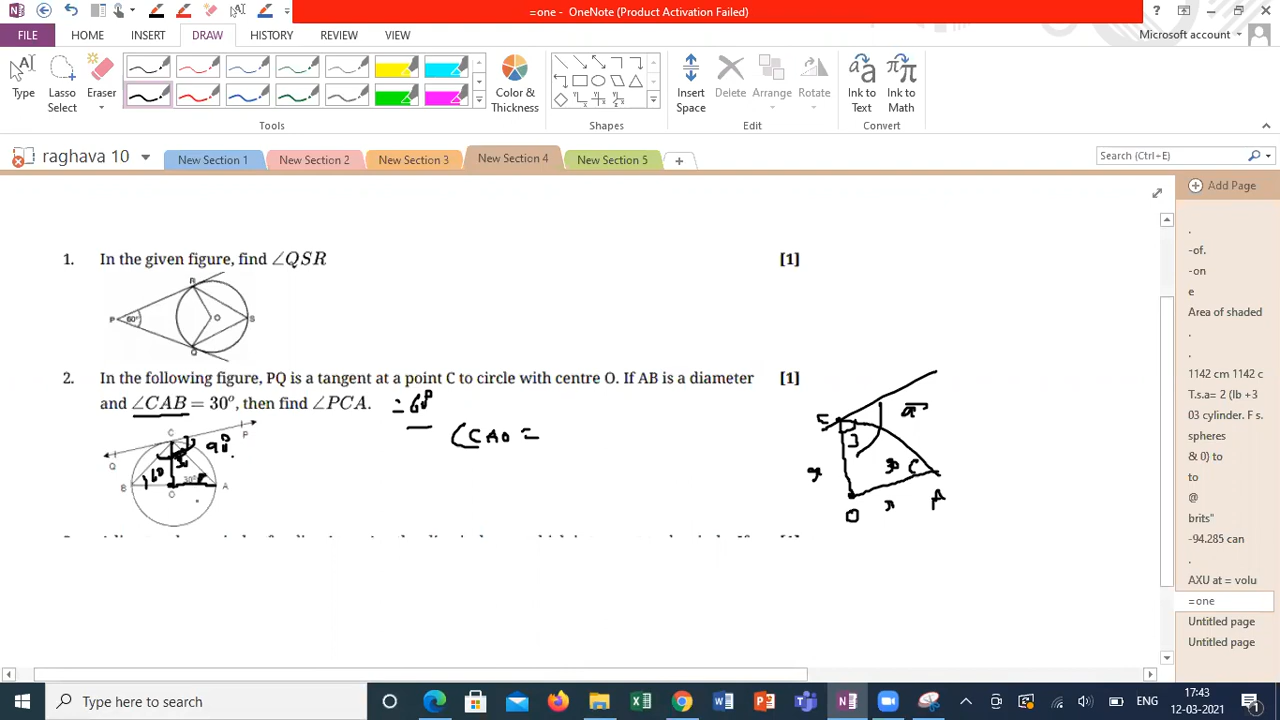 =one - OneNote (Product Activation Failed)
FILE HOME INSERT DRAW HISTORY REVIEW VIEW Microsoft account
Type Lasso Select Eraser Color & Thickness Insert Space Delete Arrange Rotate Ink to Text Ink to Math
Tools Shapes Edit Convert
raghava 10 New Section 1 New Section 2 New Section 3 New Section 4 New Section 5 Search (Ctrl+E)
Add Page
1. In the given figure, find ∠QSR [1]
R
P 60° O S
Q
2. In the following figure, PQ is a tangent at a point C to circle with centre O. If AB is a diameter [1]
and ∠CAB = 30°, then find ∠PCA. = 60°
(CAO =
C P
Q 90°
B 60 30° A
O
C
30
O A
.
-of.
-on
e
Area of shaded
.
.
1142 cm 1142 c
T.s.a= 2 (lb +3
03 cylinder. F s.
spheres
& 0) to
to
@
brits"
-94.285 can
.
AXU at = volu
=one
Untitled page
Untitled page
Type here to search
ENG
17:43
12-03-2021